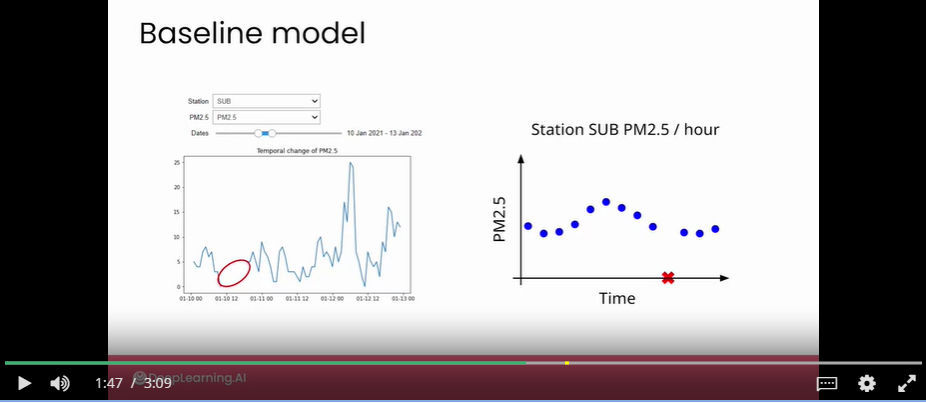 Baseline model
Station SUB
PM2.5 PM2.5
Dates 10 Jan 2021 - 13 Jan 202
Temporal change of PM2.5
25
20
15
10
5
0
01-10 00 01-10 12 01-11 00 01-11 12 01-12 00 01-12 12 01-13 00
Station SUB PM2.5 / hour
PM2.5
Time
DeepLearning.AI
1:47 / 3:09